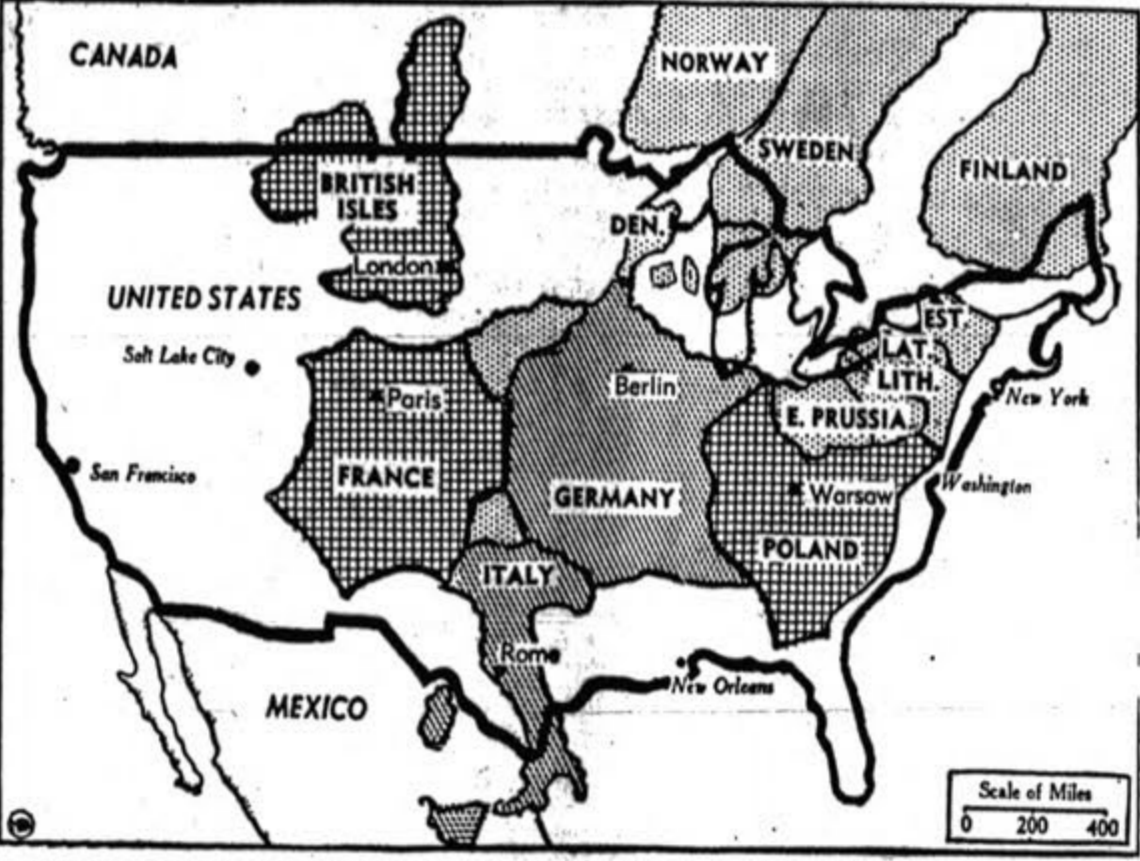 CANADA
NORWAY
SWEDEN
FINLAND
BRITISH
ISLES
DEN.
London
UNITED STATES
EST.
Salt Lake City
LAT.
LITH.
Berlin
Paris
New York
E. PRUSSIA
FRANCE
San Francisco
GERMANY
Warsaw
Washington
POLAND
ITALY
Rome
New Orleans
MEXICO
Scale of Miles
0 200 400